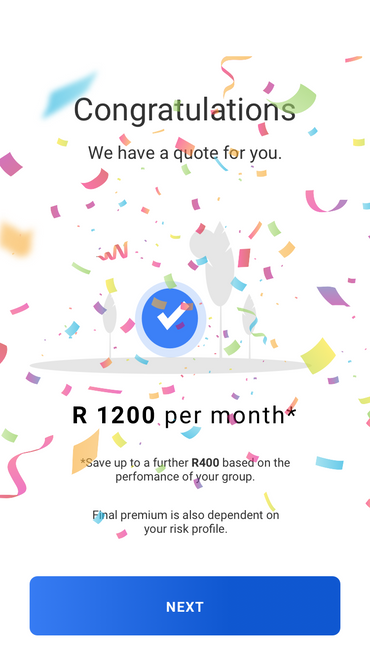 Congratulations
We have a quote for you.
R 1200 per month*
*Save up to a further R400 based on the
perfomance of your group.
Final premium is also dependent on
your risk profile.
NEXT